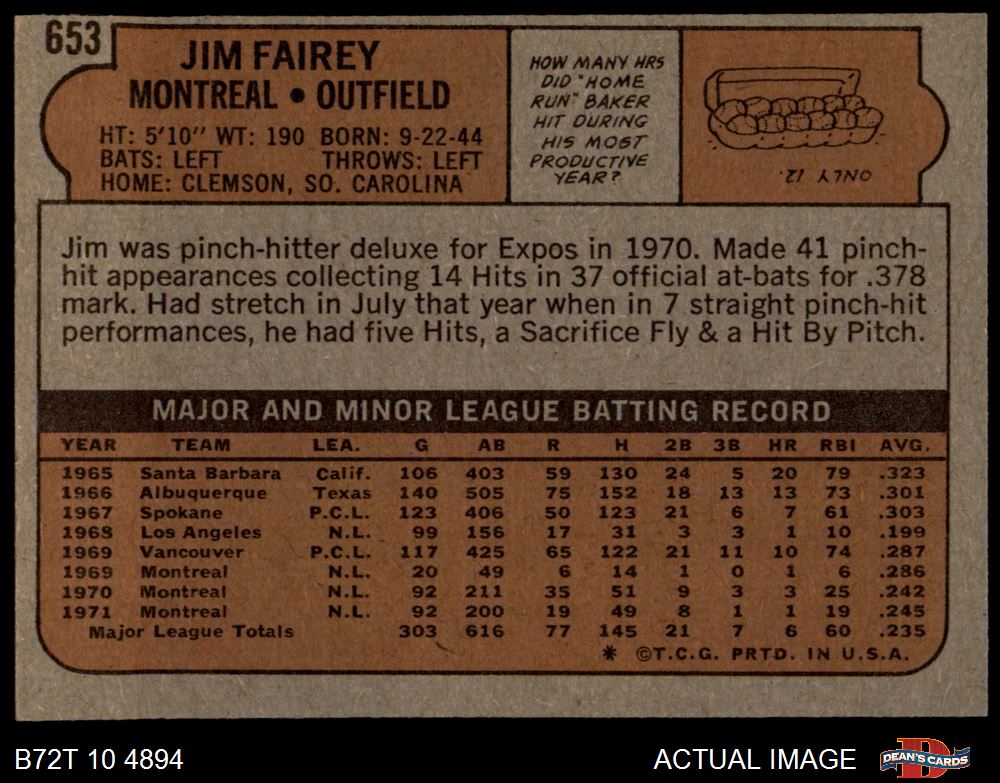 653
JIM FAIREY
MONTREAL • OUTFIELD
HT: 5'10" WT: 190 BORN: 9-22-44
BATS: LEFT THROWS: LEFT
HOME: CLEMSON, SO. CAROLINA
HOW MANY HRS
DID "HOME
RUN" BAKER
HIT DURING
HIS MOST
PRODUCTIVE
YEAR?
ONLY 12.
Jim was pinch-hitter deluxe for Expos in 1970. Made 41 pinch-
hit appearances collecting 14 Hits in 37 official at-bats for .378
mark. Had stretch in July that year when in 7 straight pinch-hit
performances, he had five Hits, a Sacrifice Fly & a Hit By Pitch.
MAJOR AND MINOR LEAGUE BATTING RECORD
YEAR TEAM LEA. G AB R H 2B 3B HR RBI AVG.
1965 Santa Barbara Calif. 106 403 59 130 24 5 20 79 .323
1966 Albuquerque Texas 140 505 75 152 18 13 13 73 .301
1967 Spokane P.C.L. 123 406 50 123 21 6 7 61 .303
1968 Los Angeles N.L. 99 156 17 31 3 3 1 10 .199
1969 Vancouver P.C.L. 117 425 65 122 21 11 10 74 .287
1969 Montreal N.L. 20 49 6 14 1 0 1 6 .286
1970 Montreal N.L. 92 211 35 51 9 3 3 25 .242
1971 Montreal N.L. 92 200 19 49 8 1 1 19 .245
Major League Totals 303 616 77 145 21 7 6 60 .235
* ©T.C.G. PRTD. IN U.S.A.
B72T 10 4894 ACTUAL IMAGE DEAN'S CARDS